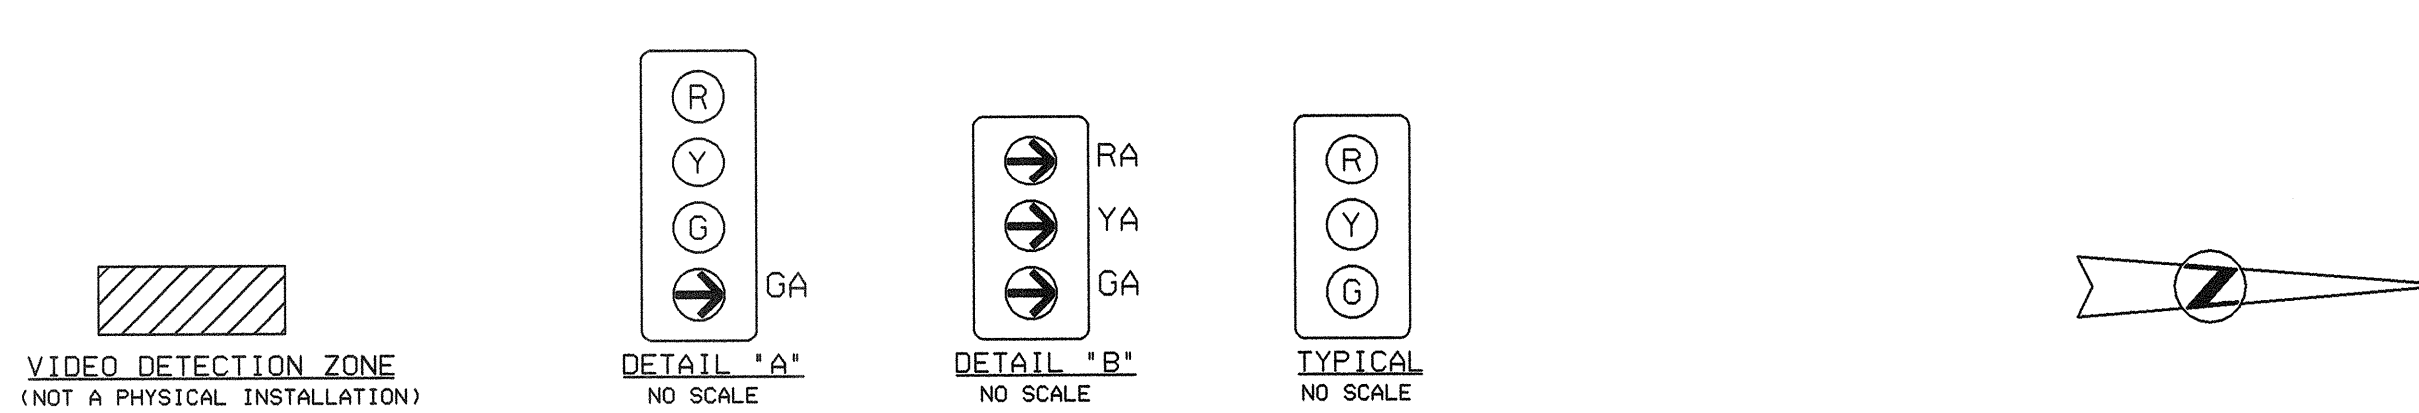 R
Y
G
GA
RA
YA
GA
R
Y
G
N
VIDEO DETECTION ZONE
(NOT A PHYSICAL INSTALLATION)
DETAIL "A"
NO SCALE
DETAIL "B"
NO SCALE
TYPICAL
NO SCALE